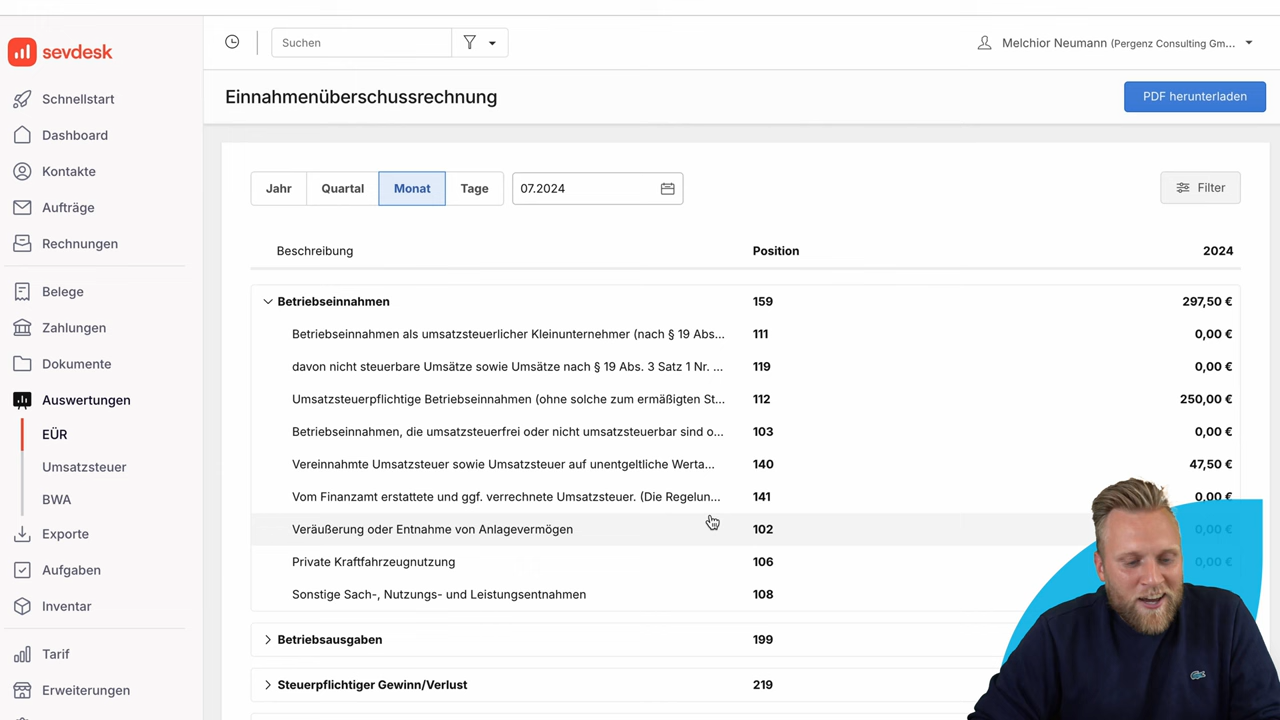 sevdesk
Suchen
Melchior Neumann (Pergenz Consulting Gm...
Schnellstart
Dashboard
Kontakte
Aufträge
Rechnungen
Belege
Zahlungen
Dokumente
Auswertungen
EÜR
Umsatzsteuer
BWA
Exporte
Aufgaben
Inventar
Tarif
Erweiterungen
Einnahmenüberschussrechnung
PDF herunterladen
Jahr Quartal Monat Tage 07.2024 Filter
Beschreibung Position 2024
Betriebseinnahmen 159 297,50 €
Betriebseinnahmen als umsatzsteuerlicher Kleinunternehmer (nach § 19 Abs... 111 0,00 €
davon nicht steuerbare Umsätze sowie Umsätze nach § 19 Abs. 3 Satz 1 Nr. ... 119 0,00 €
Umsatzsteuerpflichtige Betriebseinnahmen (ohne solche zum ermäßigten St... 112 250,00 €
Betriebseinnahmen, die umsatzsteuerfrei oder nicht umsatzsteuerbar sind o... 103 0,00 €
Vereinnahmte Umsatzsteuer sowie Umsatzsteuer auf unentgeltliche Werta... 140 47,50 €
Vom Finanzamt erstattete und ggf. verrechnete Umsatzsteuer. (Die Regelun... 141 0,00 €
Veräußerung oder Entnahme von Anlagevermögen 102 0,00 €
Private Kraftfahrzeugnutzung 106 0,00 €
Sonstige Sach-, Nutzungs- und Leistungsentnahmen 108
Betriebsausgaben 199
Steuerpflichtiger Gewinn/Verlust 219